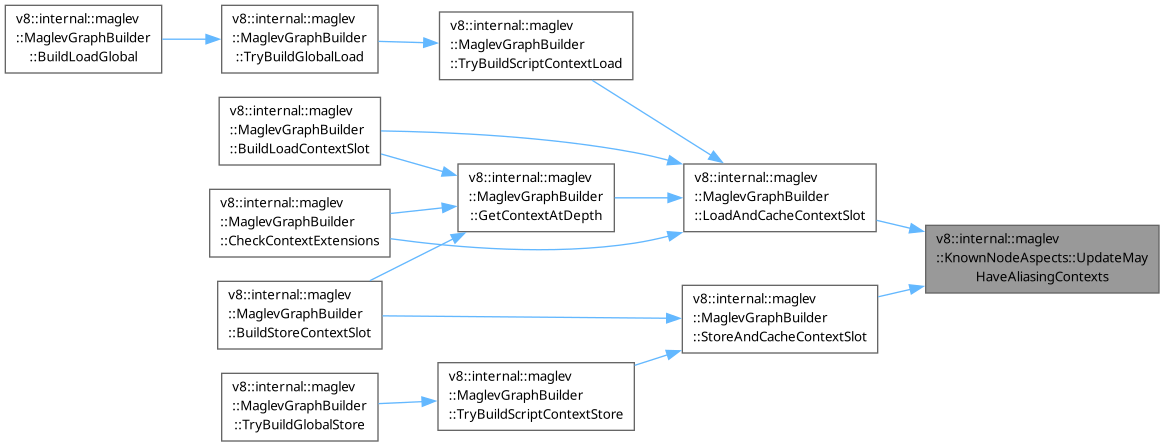 v8::internal::maglev
::MaglevGraphBuilder
::BuildLoadGlobal
v8::internal::maglev
::MaglevGraphBuilder
::TryBuildGlobalLoad
v8::internal::maglev
::MaglevGraphBuilder
::TryBuildScriptContextLoad
v8::internal::maglev
::MaglevGraphBuilder
::BuildLoadContextSlot
v8::internal::maglev
::MaglevGraphBuilder
::GetContextAtDepth
v8::internal::maglev
::MaglevGraphBuilder
::LoadAndCacheContextSlot
v8::internal::maglev
::MaglevGraphBuilder
::CheckContextExtensions
v8::internal::maglev
::KnownNodeAspects::UpdateMay
HaveAliasingContexts
v8::internal::maglev
::MaglevGraphBuilder
::BuildStoreContextSlot
v8::internal::maglev
::MaglevGraphBuilder
::StoreAndCacheContextSlot
v8::internal::maglev
::MaglevGraphBuilder
::TryBuildScriptContextStore
v8::internal::maglev
::MaglevGraphBuilder
::TryBuildGlobalStore